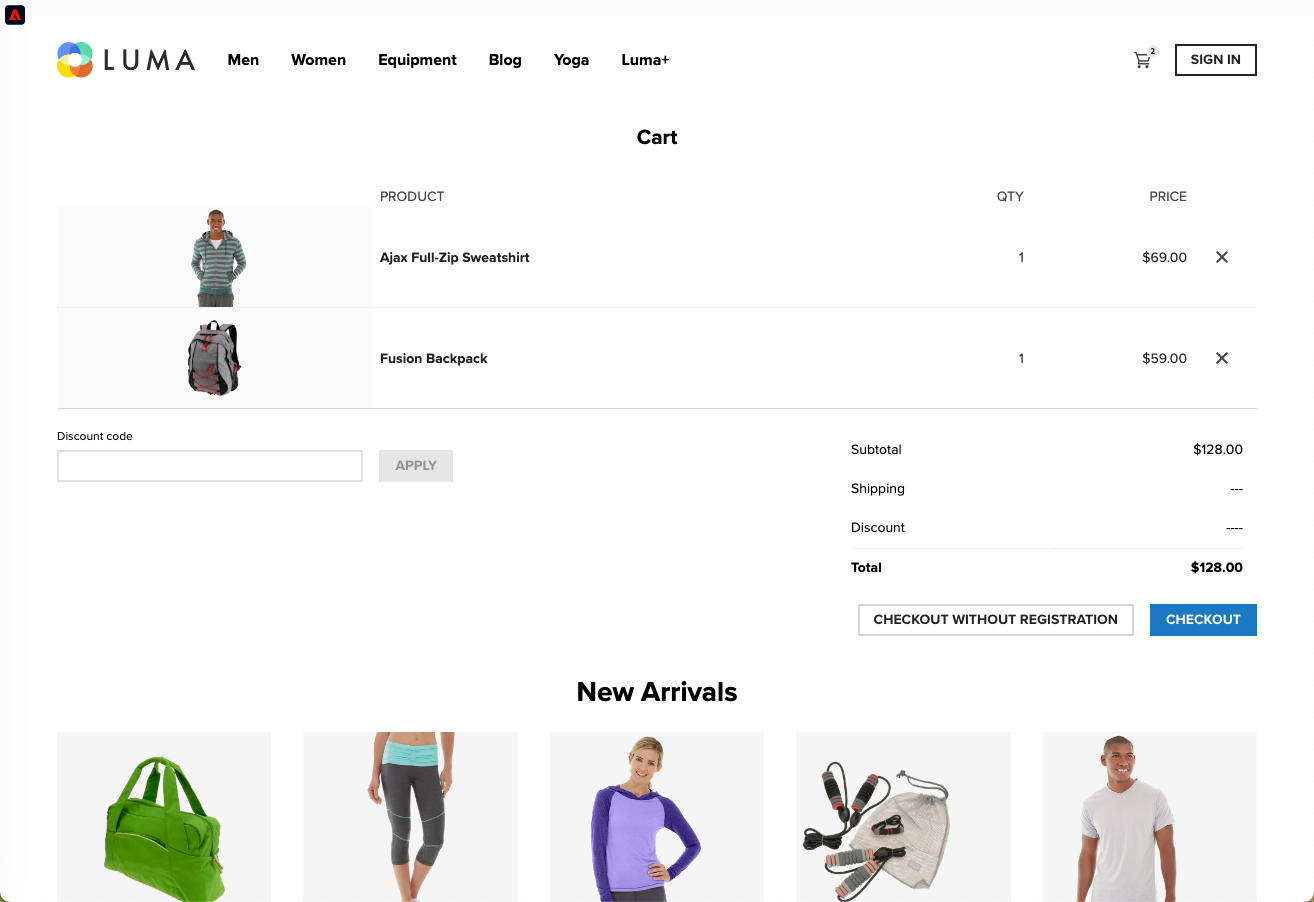 LUMA Men Women Equipment Blog Yoga Luma+ 2 SIGN IN
Cart
PRODUCT QTY PRICE
Ajax Full-Zip Sweatshirt 1 $69.00
Fusion Backpack 1 $59.00
Discount code
APPLY
Subtotal $128.00
Shipping ---
Discount ----
Total $128.00
CHECKOUT WITHOUT REGISTRATION CHECKOUT
New Arrivals